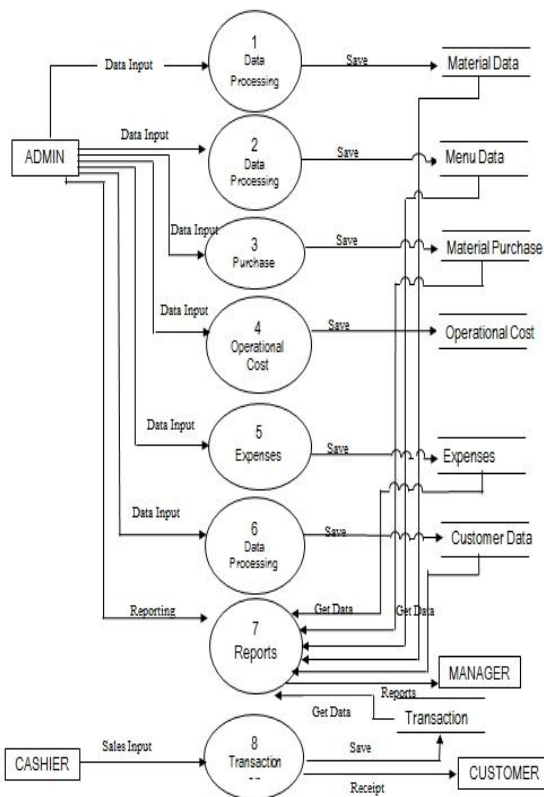 1
Data
Processing
Data Input
Save
Material Data
ADMIN
Data Input
2
Data
Processing
Save
Menu Data
Data Input
3
Purchase
Save
Material Purchase
Data Input
4
Operational
Cost
Save
Operational Cost
Data Input
5
Expenses
Save
Expenses
Data Input
6
Data
Processing
Save
Customer Data
Reporting
7
Reports
Get Data
Get Data
MANAGER
Reports
Get Data
Transaction
CASHIER
Sales Input
8
Transaction
Save
Receipt
CUSTOMER